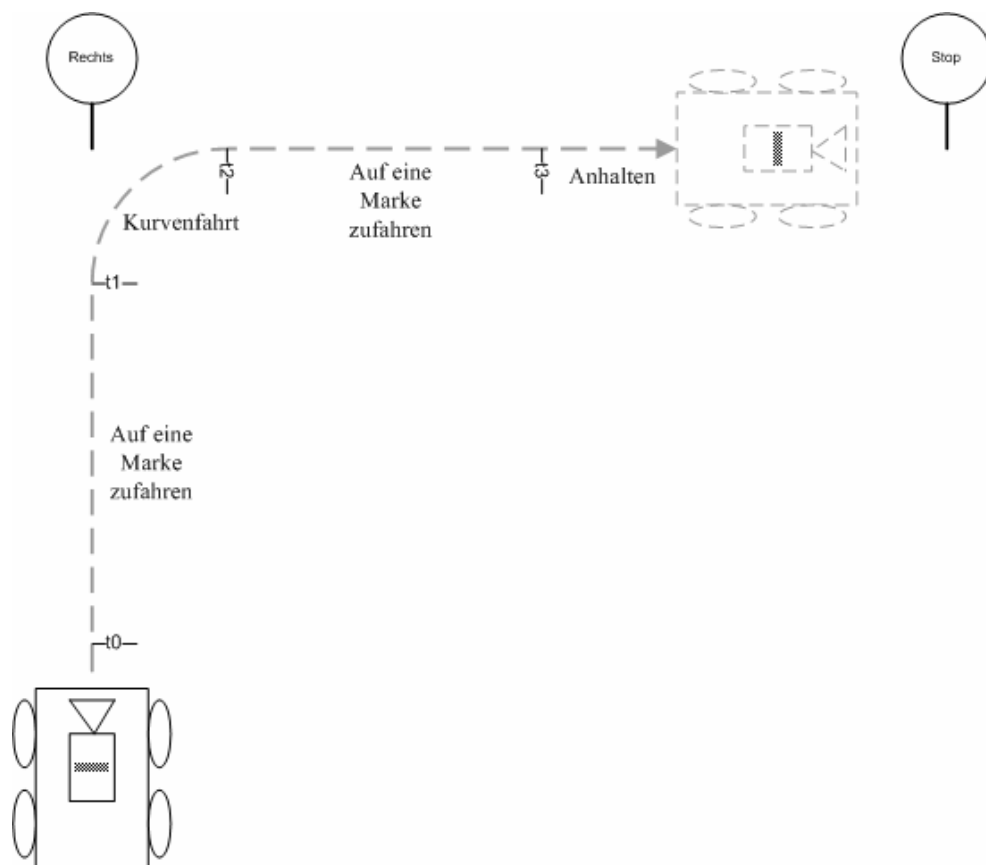 Rechts
Stop
t2
Auf eine
Marke
zufahren
t3
Anhalten
Kurvenfahrt
t1
Auf eine
Marke
zufahren
t0